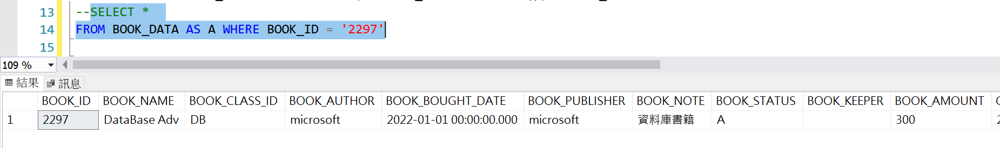 13 --SELECT *
14 FROM BOOK_DATA AS A WHERE BOOK_ID = '2297'
15
109 %
結果 訊息
BOOK_ID BOOK_NAME BOOK_CLASS_ID BOOK_AUTHOR BOOK_BOUGHT_DATE BOOK_PUBLISHER BOOK_NOTE BOOK_STATUS BOOK_KEEPER BOOK_AMOUNT
1 2297 DataBase Adv DB microsoft 2022-01-01 00:00:00.000 microsoft 資料庫書籍 A 300